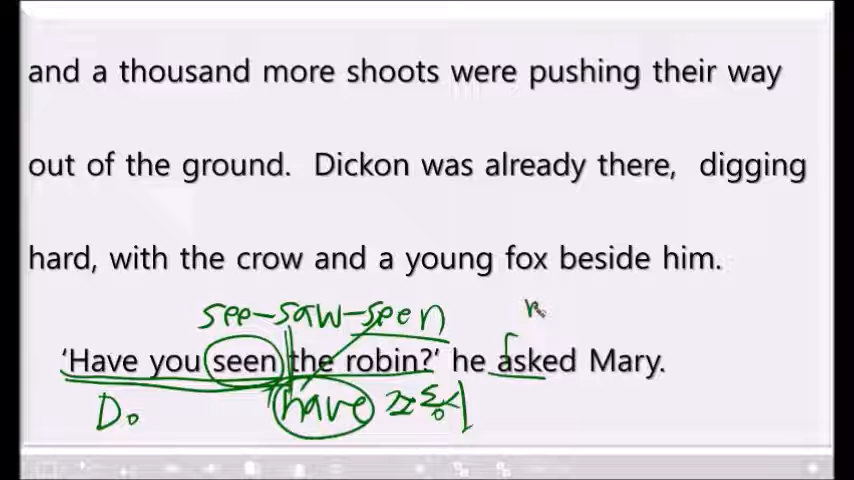 and a thousand more shoots were pushing their way
out of the ground. Dickon was already there, digging
hard, with the crow and a young fox beside him.
see-saw-seen
'Have you seen the robin?' he asked Mary.
Do have